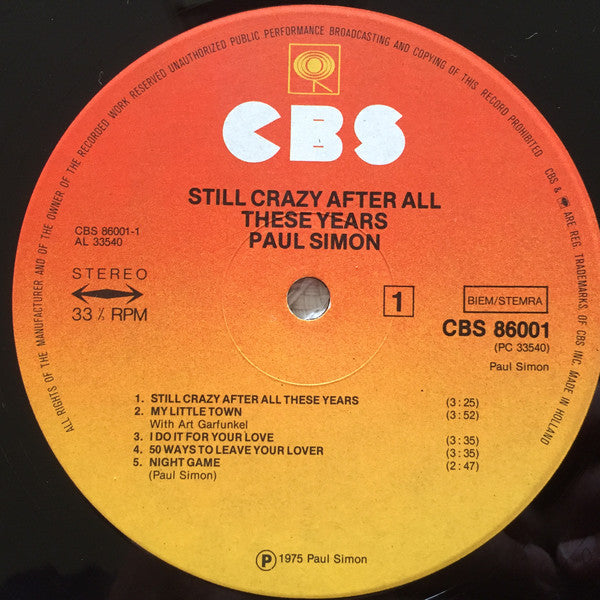 ALL RIGHTS OF THE MANUFACTURER AND OF THE OWNER OF THE RECORDED WORK RESERVED UNAUTHORIZED PUBLIC PERFORMANCE BROADCASTING AND COPYING OF THIS RECORD PROHIBITED
CBS & ARE REG. TRADEMARKS OF CBS INC. MADE IN HOLLAND
CBS
STILL CRAZY AFTER ALL
THESE YEARS
PAUL SIMON
CBS 86001-1
AL 33540
STEREO
33 ⅓ RPM
1
BIEM/STEMRA
CBS 86001
(PC 33540)
Paul Simon
1. STILL CRAZY AFTER ALL THESE YEARS (3:25)
2. MY LITTLE TOWN (3:52)
With Art Garfunkel
3. I DO IT FOR YOUR LOVE (3:35)
4. 50 WAYS TO LEAVE YOUR LOVER (3:35)
5. NIGHT GAME (2:47)
(Paul Simon)
Ⓟ 1975 Paul Simon